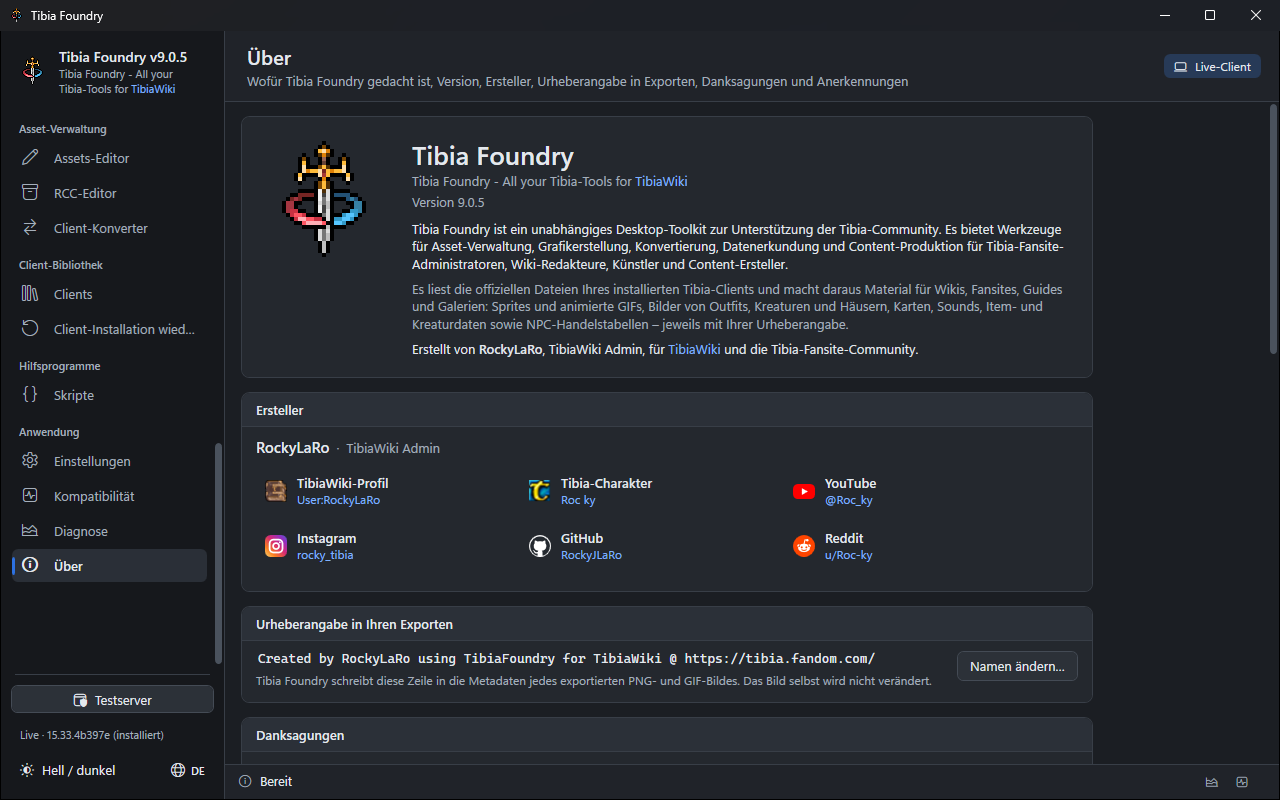 Tibia Foundry
Tibia Foundry v9.0.5
Tibia Foundry - All your
Tibia-Tools for TibiaWiki
Asset-Verwaltung
Assets-Editor
RCC-Editor
Client-Konverter
Client-Bibliothek
Clients
Client-Installation wied...
Hilfsprogramme
Skripte
Anwendung
Einstellungen
Kompatibilität
Diagnose
Über
Testserver
Live · 15.33.4b397e (installiert)
Hell / dunkel
DE
Über
Wofür Tibia Foundry gedacht ist, Version, Ersteller, Urheberangabe in Exporten, Danksagungen und Anerkennungen
Live-Client
Tibia Foundry
Tibia Foundry - All your Tibia-Tools for TibiaWiki
Version 9.0.5
Tibia Foundry ist ein unabhängiges Desktop-Toolkit zur Unterstützung der Tibia-Community. Es bietet Werkzeuge
für Asset-Verwaltung, Grafikerstellung, Konvertierung, Datenerkundung und Content-Produktion für Tibia-Fansite-
Administratoren, Wiki-Redakteure, Künstler und Content-Ersteller.
Es liest die offiziellen Dateien Ihres installierten Tibia-Clients und macht daraus Material für Wikis, Fansites, Guides
und Galerien: Sprites und animierte GIFs, Bilder von Outfits, Kreaturen und Häusern, Karten, Sounds, Item- und
Kreaturdaten sowie NPC-Handelstabellen – jeweils mit Ihrer Urheberangabe.
Erstellt von RockyLaRo, TibiaWiki Admin, für TibiaWiki und die Tibia-Fansite-Community.
Ersteller
RockyLaRo · TibiaWiki Admin
TibiaWiki-Profil
User:RockyLaRo
Tibia-Charakter
Roc ky
YouTube
@Roc_ky
Instagram
rocky_tibia
GitHub
RockyJLaRo
Reddit
u/Roc-ky
Urheberangabe in Ihren Exporten
Created by RockyLaRo using TibiaFoundry for TibiaWiki @ https://tibia.fandom.com/
Tibia Foundry schreibt diese Zeile in die Metadaten jedes exportierten PNG- und GIF-Bildes. Das Bild selbst wird nicht verändert.
Namen ändern...
Danksagungen
Bereit